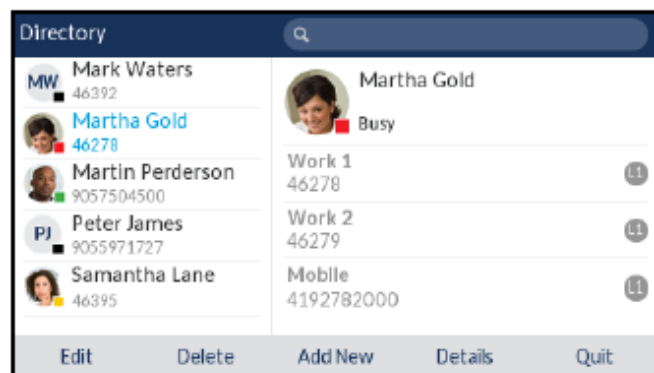 Directory
MW
Mark Waters
46392
Martha Gold
46278
Martin Perderson
9057504500
PJ
Peter James
9055971727
Samantha Lane
46395
Martha Gold
Busy
Work 1
46278
L1
Work 2
46279
L1
Mobile
4192782000
L1
Edit Delete Add New Details Quit